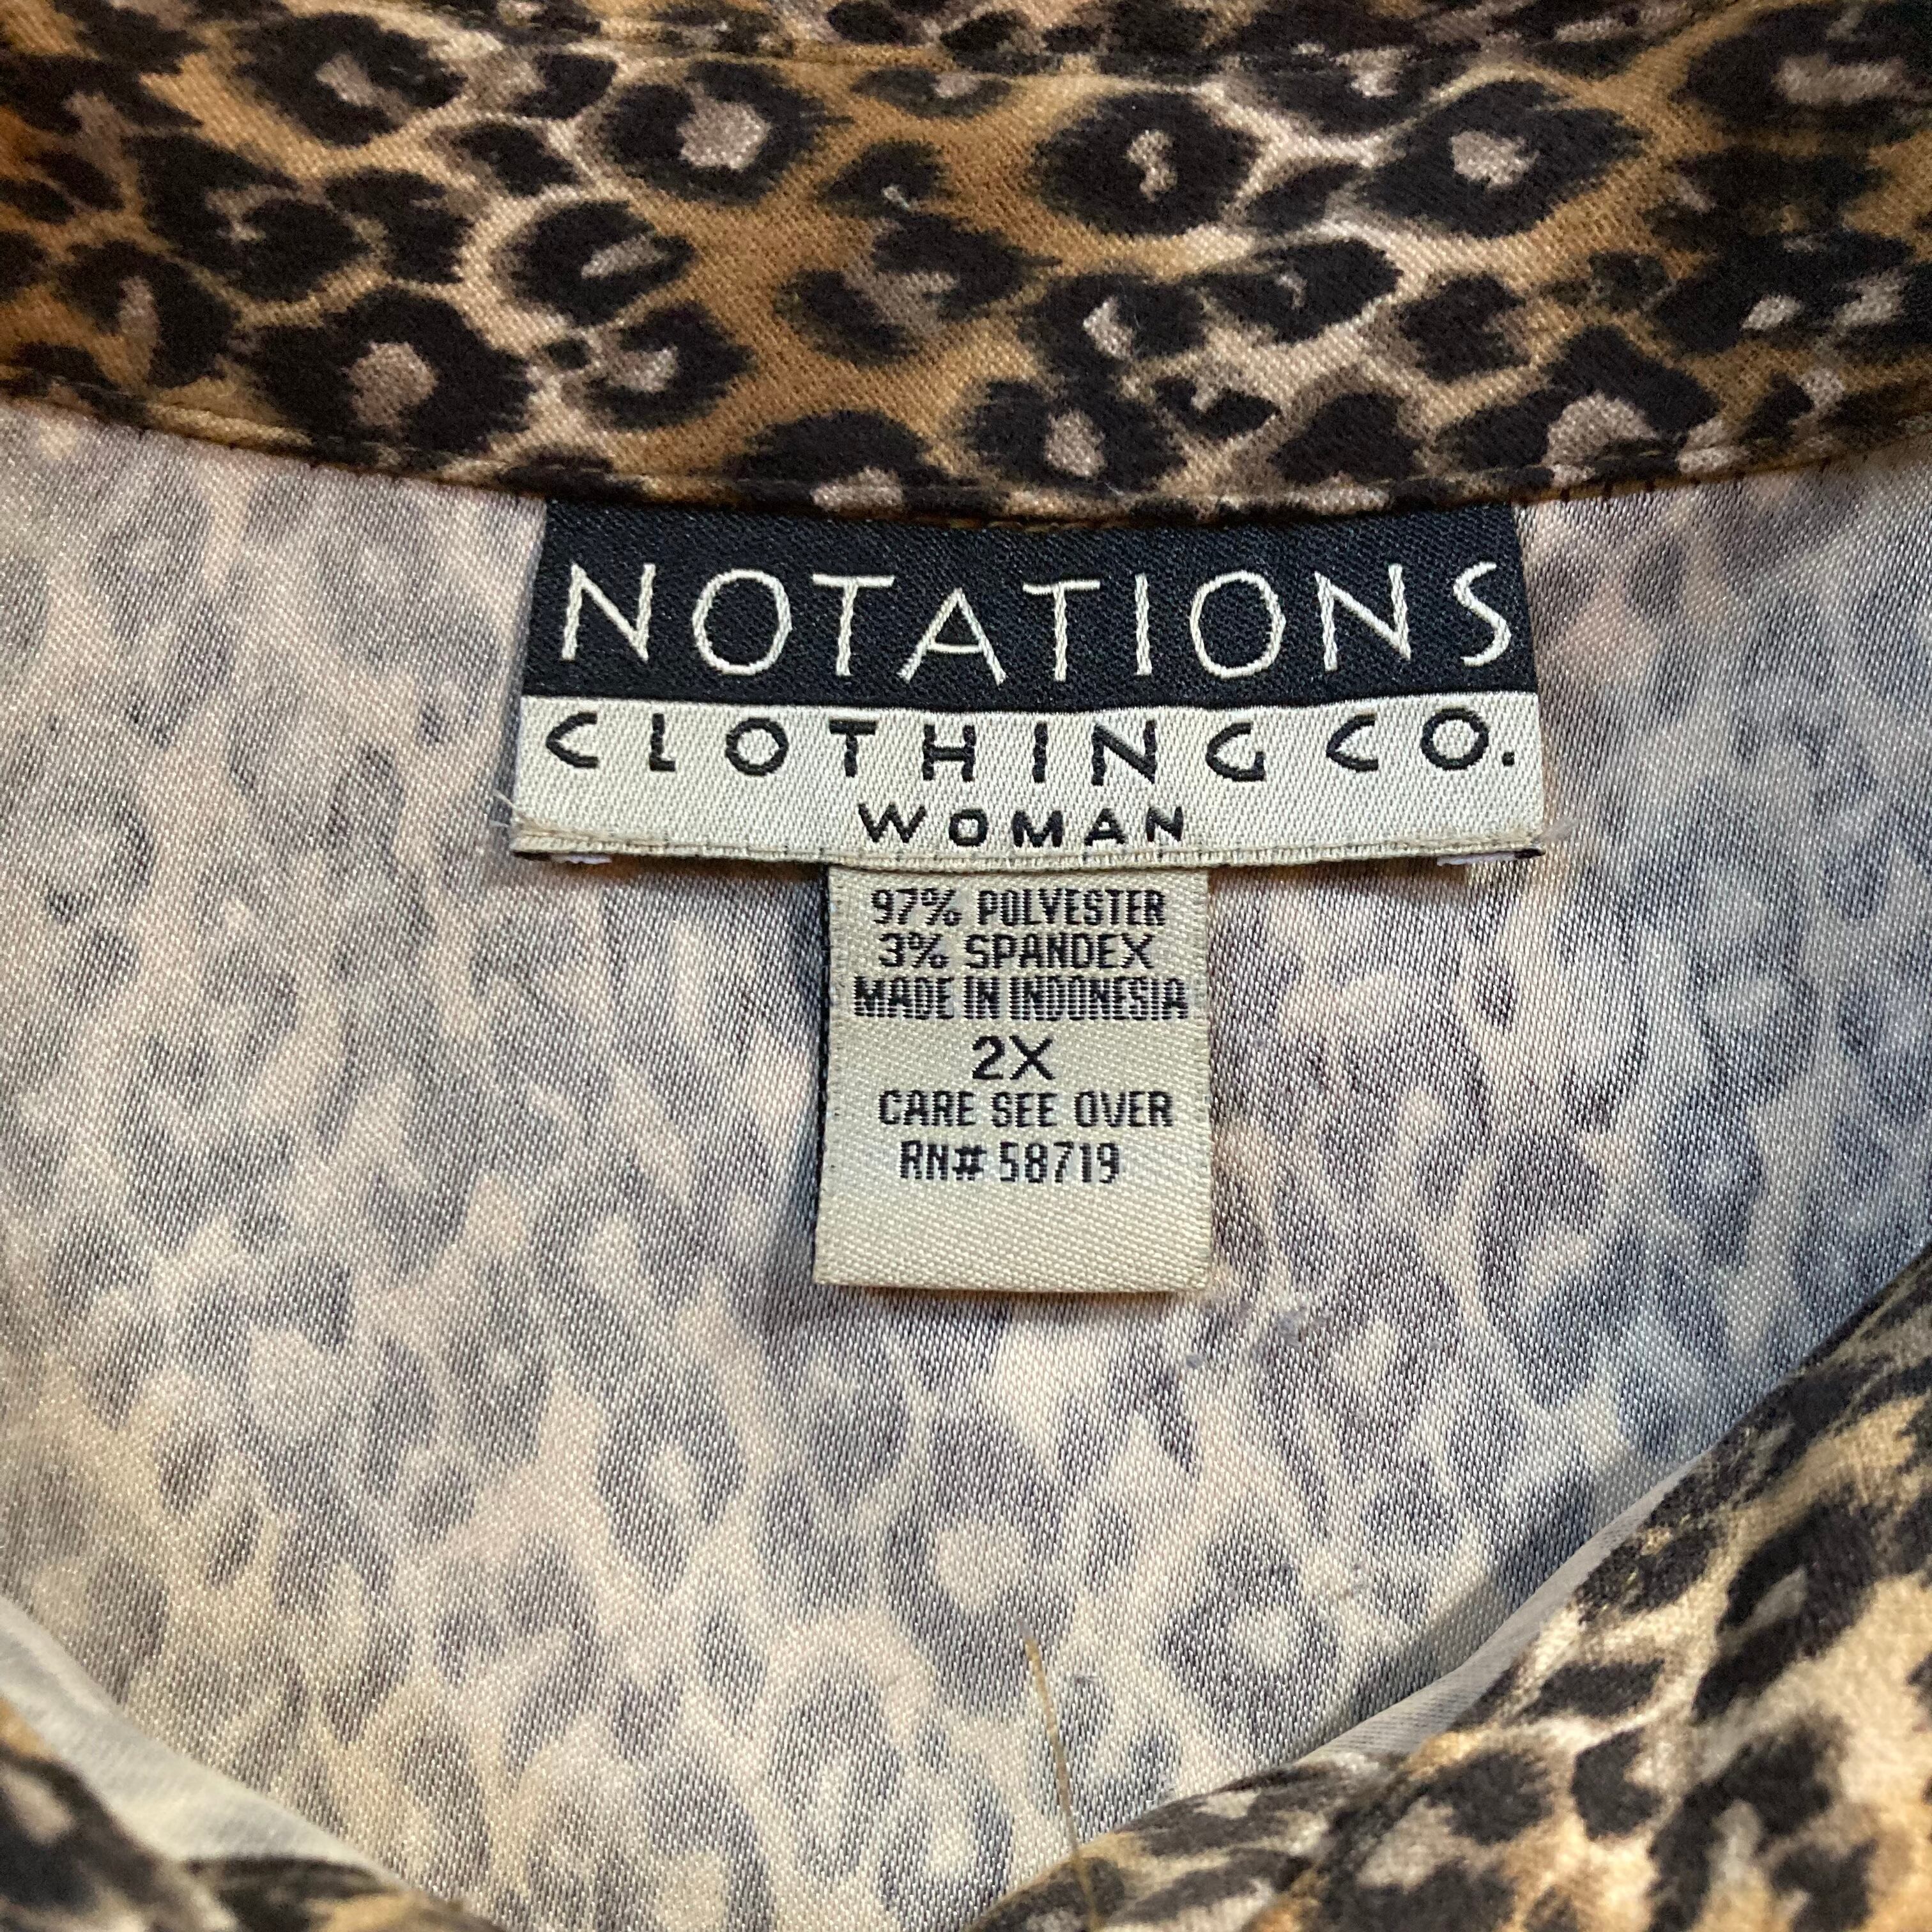 NOTATIONS
CLOTHING CO.
WOMAN
97% POLYESTER
3% SPANDEX
MADE IN INDONESIA
2X
CARE SEE OVER
RN# 58719